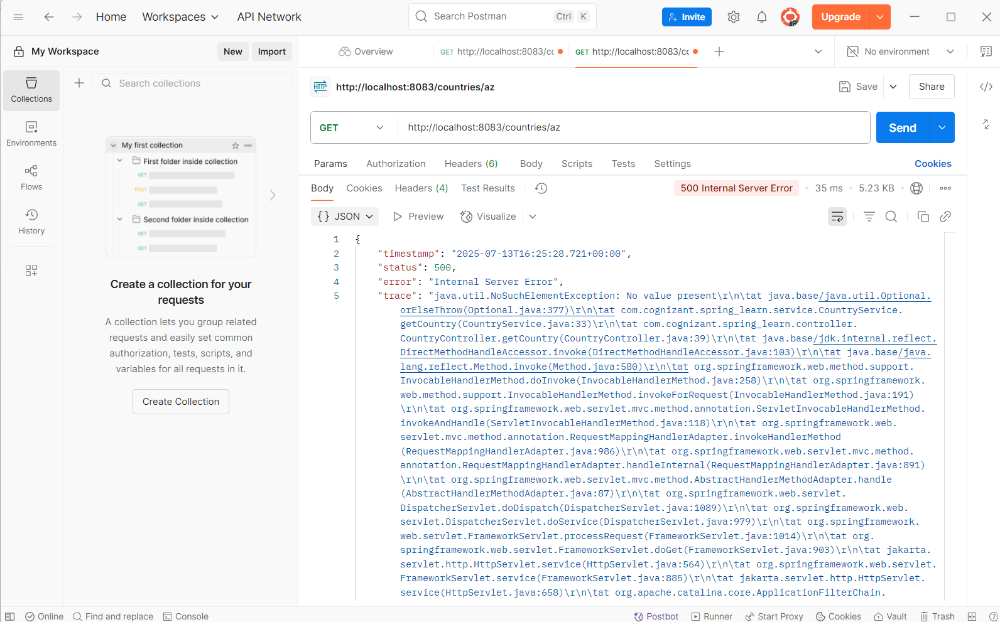 Home Workspaces API Network Search Postman Ctrl K Invite Upgrade
My Workspace New Import Overview GET http://localhost:8083/cc GET http://localhost:8083/cc No environment
Search collections HTTP http://localhost:8083/countries/az Save Share
Collections
GET http://localhost:8083/countries/az Send
Environments
Flows
History
My first collection
First folder inside collection
GET
POST
GET
Second folder inside collection
GET
GET
Create a collection for your
requests
A collection lets you group related
requests and easily set common
authorization, tests, scripts, and
variables for all requests in it.
Create Collection
Params Authorization Headers (6) Body Scripts Tests Settings Cookies
Body Cookies Headers (4) Test Results 500 Internal Server Error 35 ms 5.23 KB
{} JSON Preview Visualize
1 {
2 "timestamp": "2025-07-13T16:25:28.721+00:00",
3 "status": 500,
4 "error": "Internal Server Error",
5 "trace": "java.util.NoSuchElementException: No value present\r\n\tat java.base/java.util.Optional.
orElseThrow(Optional.java:377)\r\n\tat com.cognizant.spring_learn.service.CountryService.
getCountry(CountryService.java:33)\r\n\tat com.cognizant.spring_learn.controller.
CountryController.getCountry(CountryController.java:39)\r\n\tat java.base/jdk.internal.reflect.
DirectMethodHandleAccessor.invoke(DirectMethodHandleAccessor.java:103)\r\n\tat java.base/java.
lang.reflect.Method.invoke(Method.java:580)\r\n\tat org.springframework.web.method.support.
InvocableHandlerMethod.doInvoke(InvocableHandlerMethod.java:258)\r\n\tat org.springframework.
web.method.support.InvocableHandlerMethod.invokeForRequest(InvocableHandlerMethod.java:191)
\r\n\tat org.springframework.web.servlet.mvc.method.annotation.ServletInvocableHandlerMethod.
invokeAndHandle(ServletInvocableHandlerMethod.java:118)\r\n\tat org.springframework.web.
servlet.mvc.method.annotation.RequestMappingHandlerAdapter.invokeHandlerMethod
(RequestMappingHandlerAdapter.java:986)\r\n\tat org.springframework.web.servlet.mvc.method.
annotation.RequestMappingHandlerAdapter.handleInternal(RequestMappingHandlerAdapter.java:891)
\r\n\tat org.springframework.web.servlet.mvc.method.AbstractHandlerMethodAdapter.handle
(AbstractHandlerMethodAdapter.java:87)\r\n\tat org.springframework.web.servlet.
DispatcherServlet.doDispatch(DispatcherServlet.java:1089)\r\n\tat org.springframework.web.
servlet.DispatcherServlet.doService(DispatcherServlet.java:979)\r\n\tat org.springframework.
web.servlet.FrameworkServlet.processRequest(FrameworkServlet.java:1014)\r\n\tat org.
springframework.web.servlet.FrameworkServlet.doGet(FrameworkServlet.java:903)\r\n\tat jakarta.
servlet.http.HttpServlet.service(HttpServlet.java:564)\r\n\tat org.springframework.web.servlet.
FrameworkServlet.service(FrameworkServlet.java:885)\r\n\tat jakarta.servlet.http.HttpServlet.
service(HttpServlet.java:658)\r\n\tat org.apache.catalina.core.ApplicationFilterChain.
Online Find and replace Console Postbot Runner Start Proxy Cookies Vault Trash